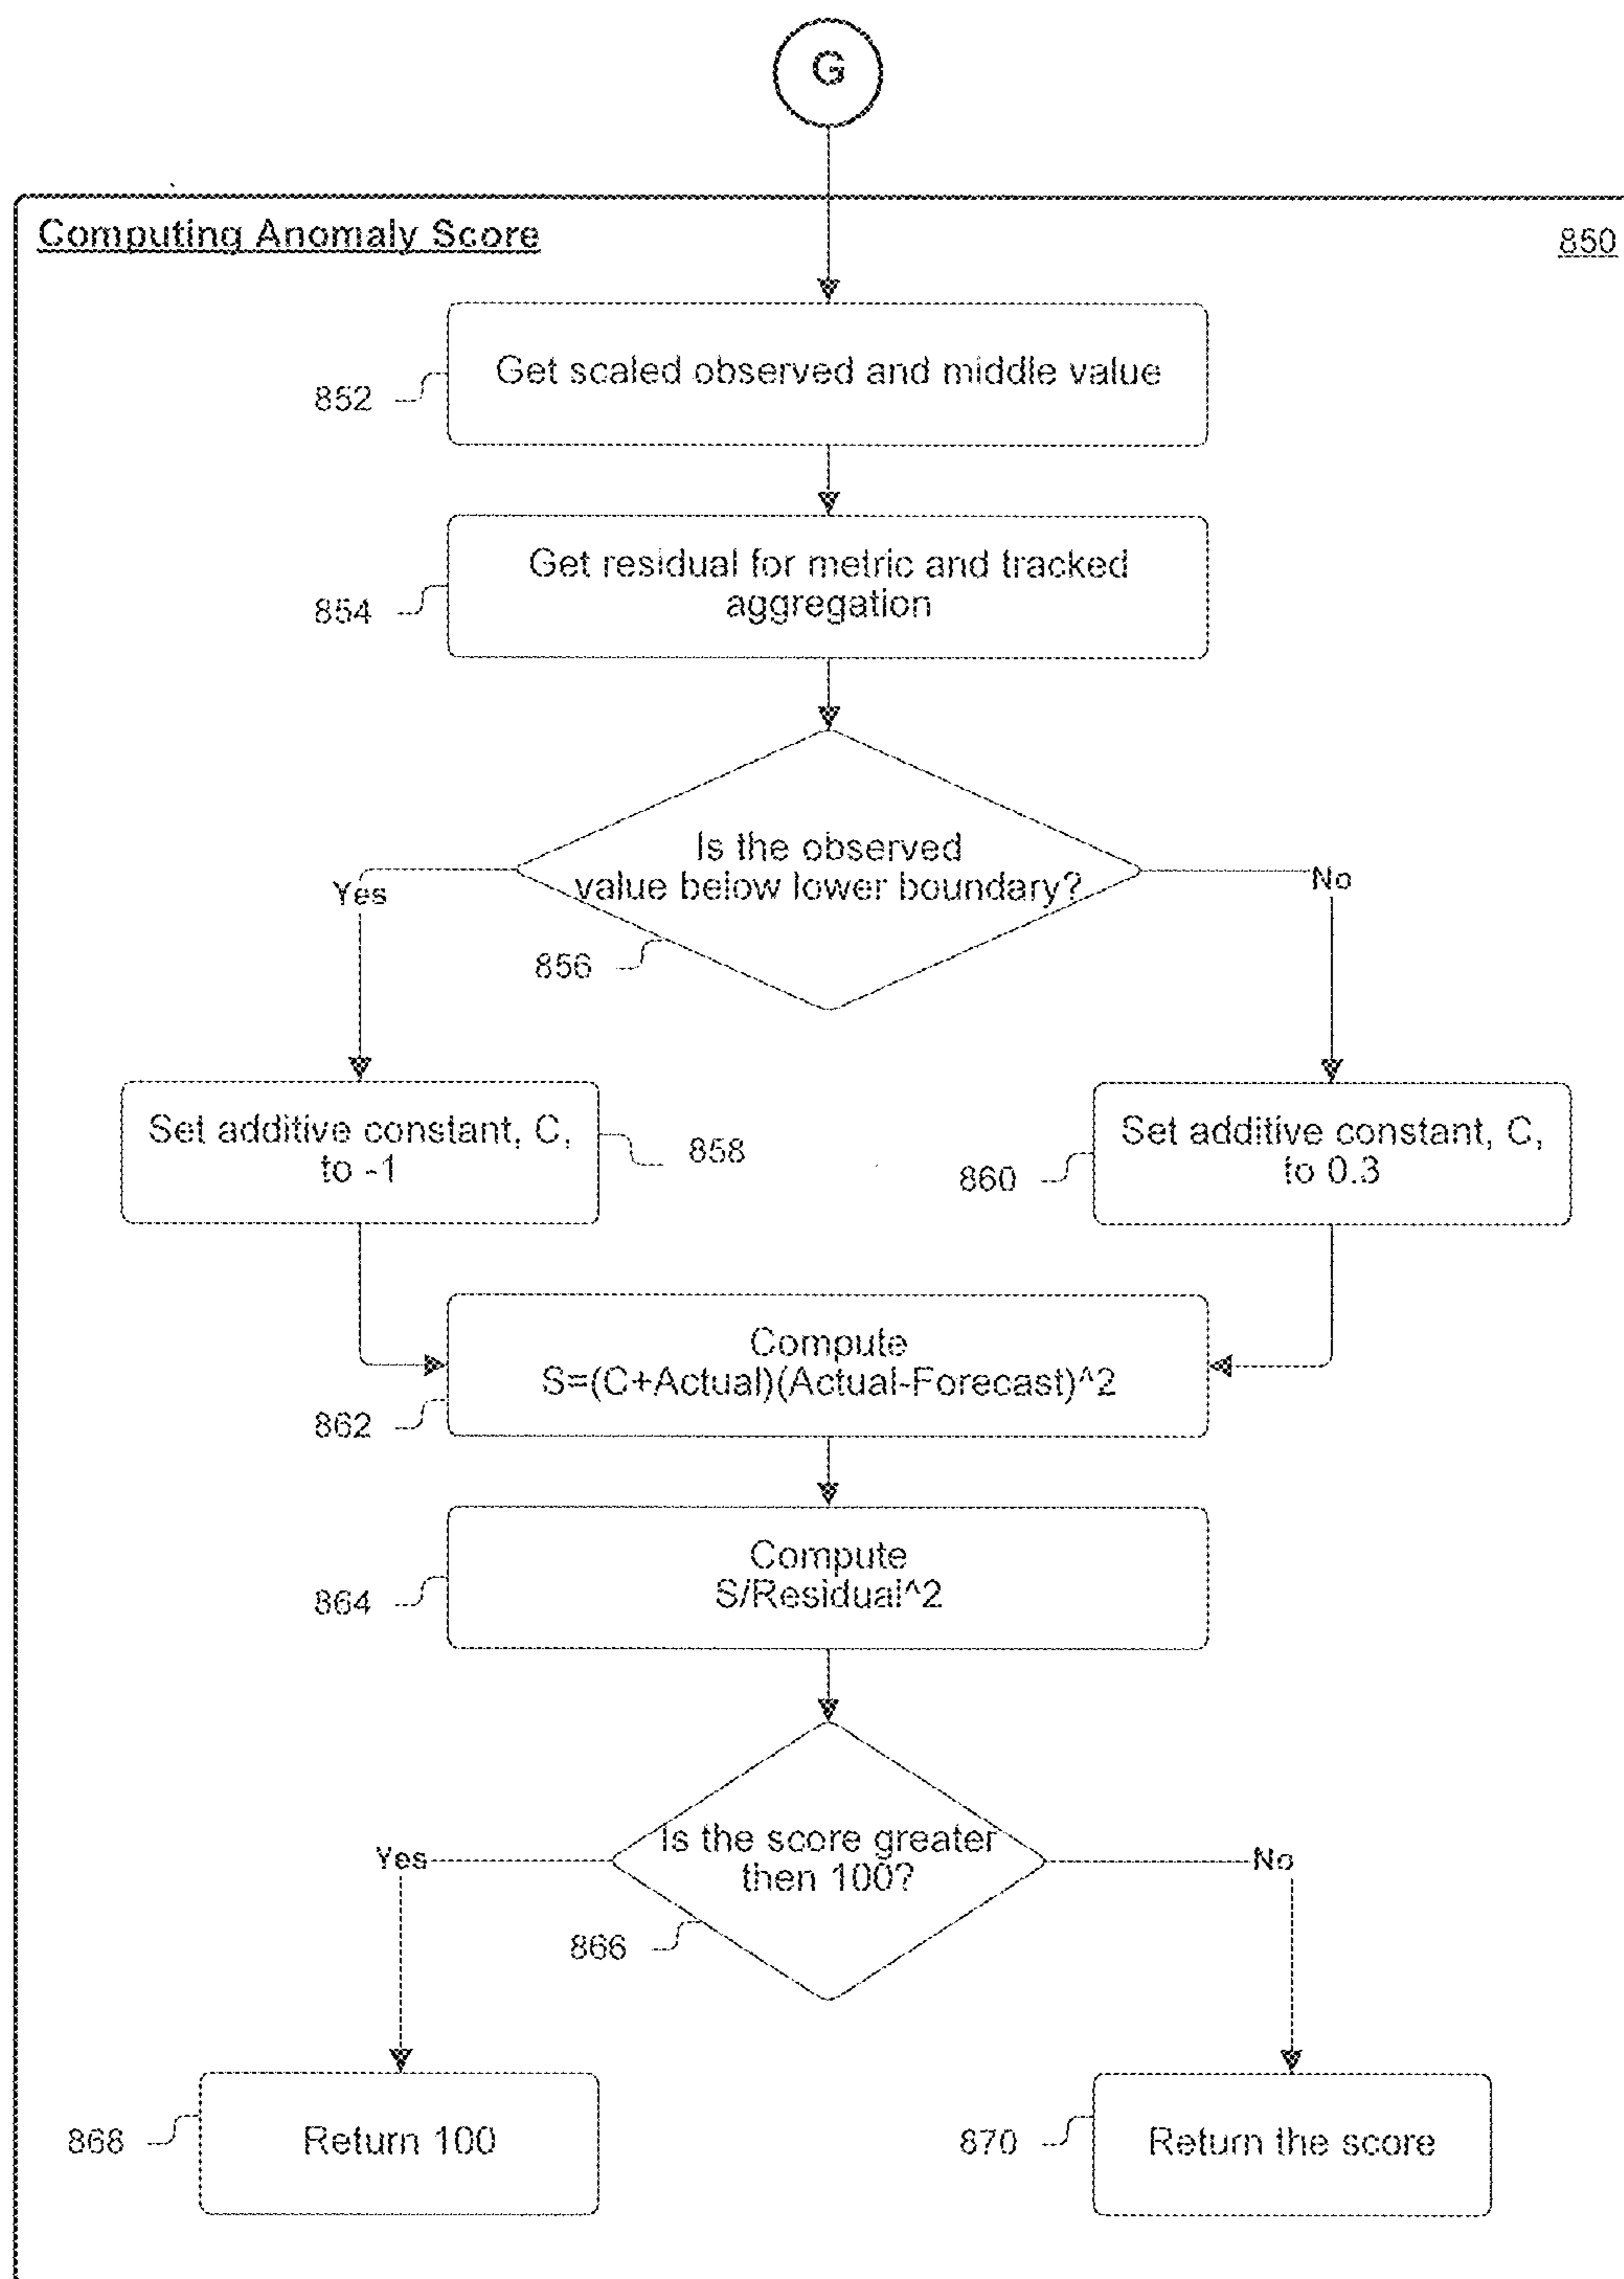 G
Computing Anomaly Score
850
Get scaled observed and middle value
852
Get residual for metric and tracked
aggregation
854
Is the observed
value below lower boundary?
Yes
No
856
Set additive constant, C,
to -1
858
Set additive constant, C,
to 0.3
860
Compute
S=(C+Actual)(Actual-Forecast)^2
862
Compute
S/Residual^2
864
Is the score greater
then 100?
Yes
No
866
Return 100
868
Return the score
870